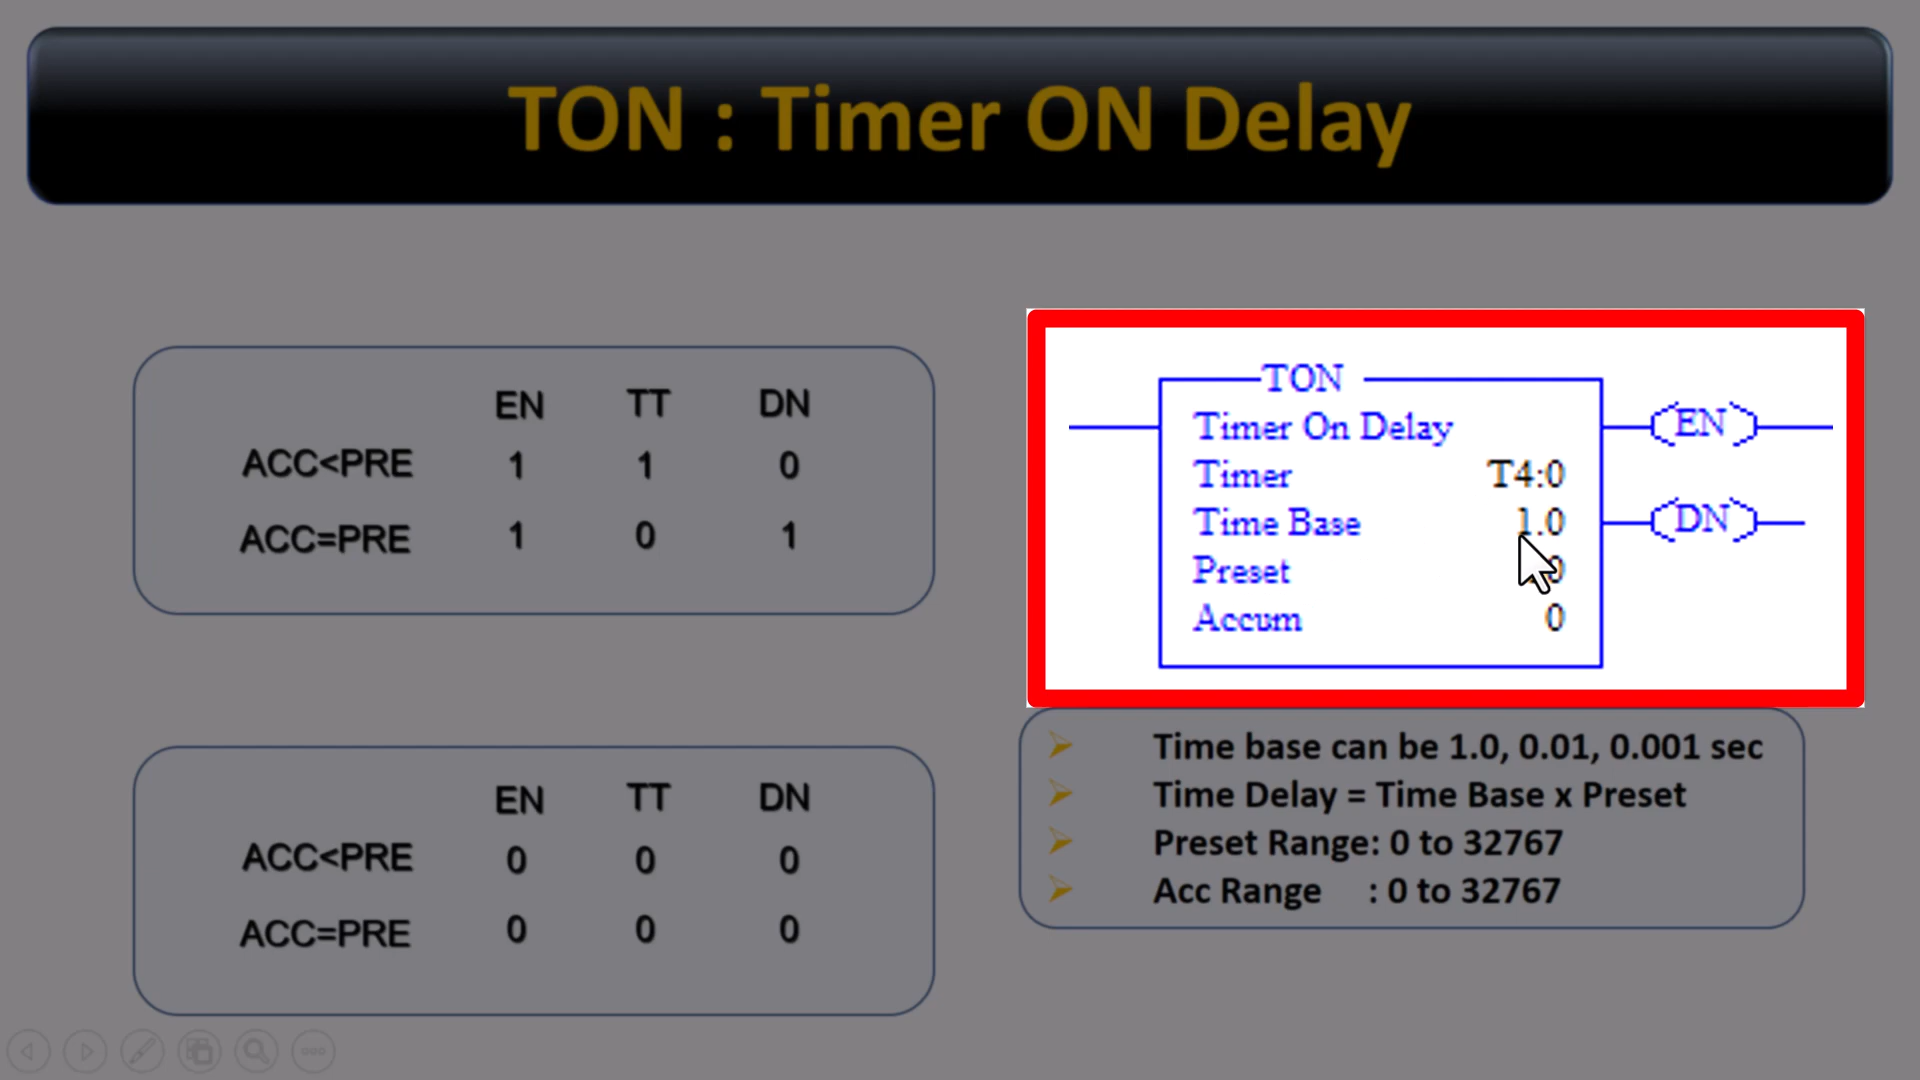 TON : Timer ON Delay
EN TT DN
ACC<PRE 1 1 0
ACC=PRE 1 0 1
EN TT DN
ACC<PRE 0 0 0
ACC=PRE 0 0 0
TON
Timer On Delay
Timer T4:0
Time Base 1.0
Preset
Accum 0
EN
DN
Time base can be 1.0, 0.01, 0.001 sec
Time Delay = Time Base x Preset
Preset Range: 0 to 32767
Acc Range : 0 to 32767